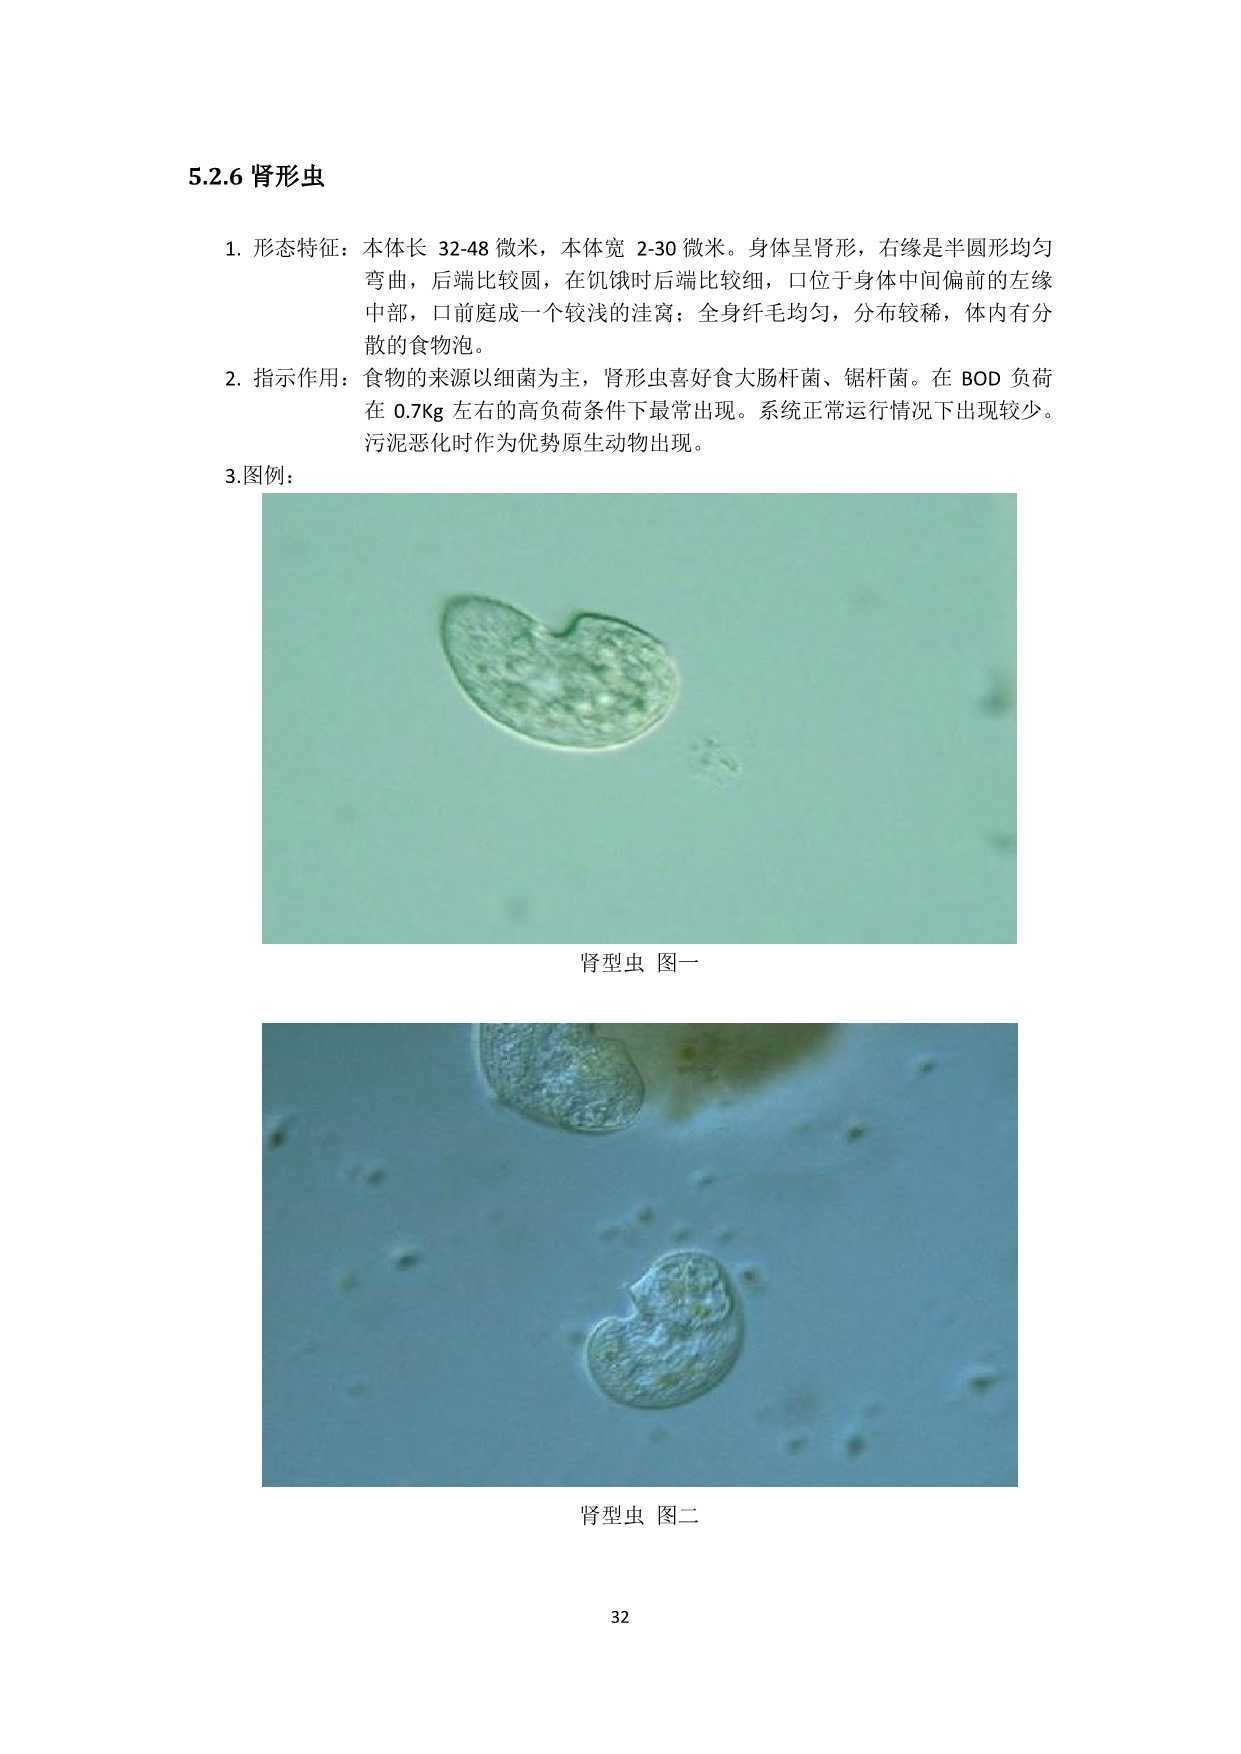 5.2.6 肾形虫
1. 形态特征：本体长 32-48 微米，本体宽 2-30 微米。身体呈肾形，右缘是半圆形均匀
弯曲，后端比较圆，在饥饿时后端比较细，口位于身体中间偏前的左缘
中部，口前庭成一个较浅的洼窝；全身纤毛均匀，分布较稀，体内有分
散的食物泡。
2. 指示作用：食物的来源以细菌为主，肾形虫喜好食大肠杆菌、锯杆菌。在 BOD 负荷
在 0.7Kg 左右的高负荷条件下最常出现。系统正常运行情况下出现较少。
污泥恶化时作为优势原生动物出现。
3.图例：
肾型虫 图一
肾型虫 图二
32